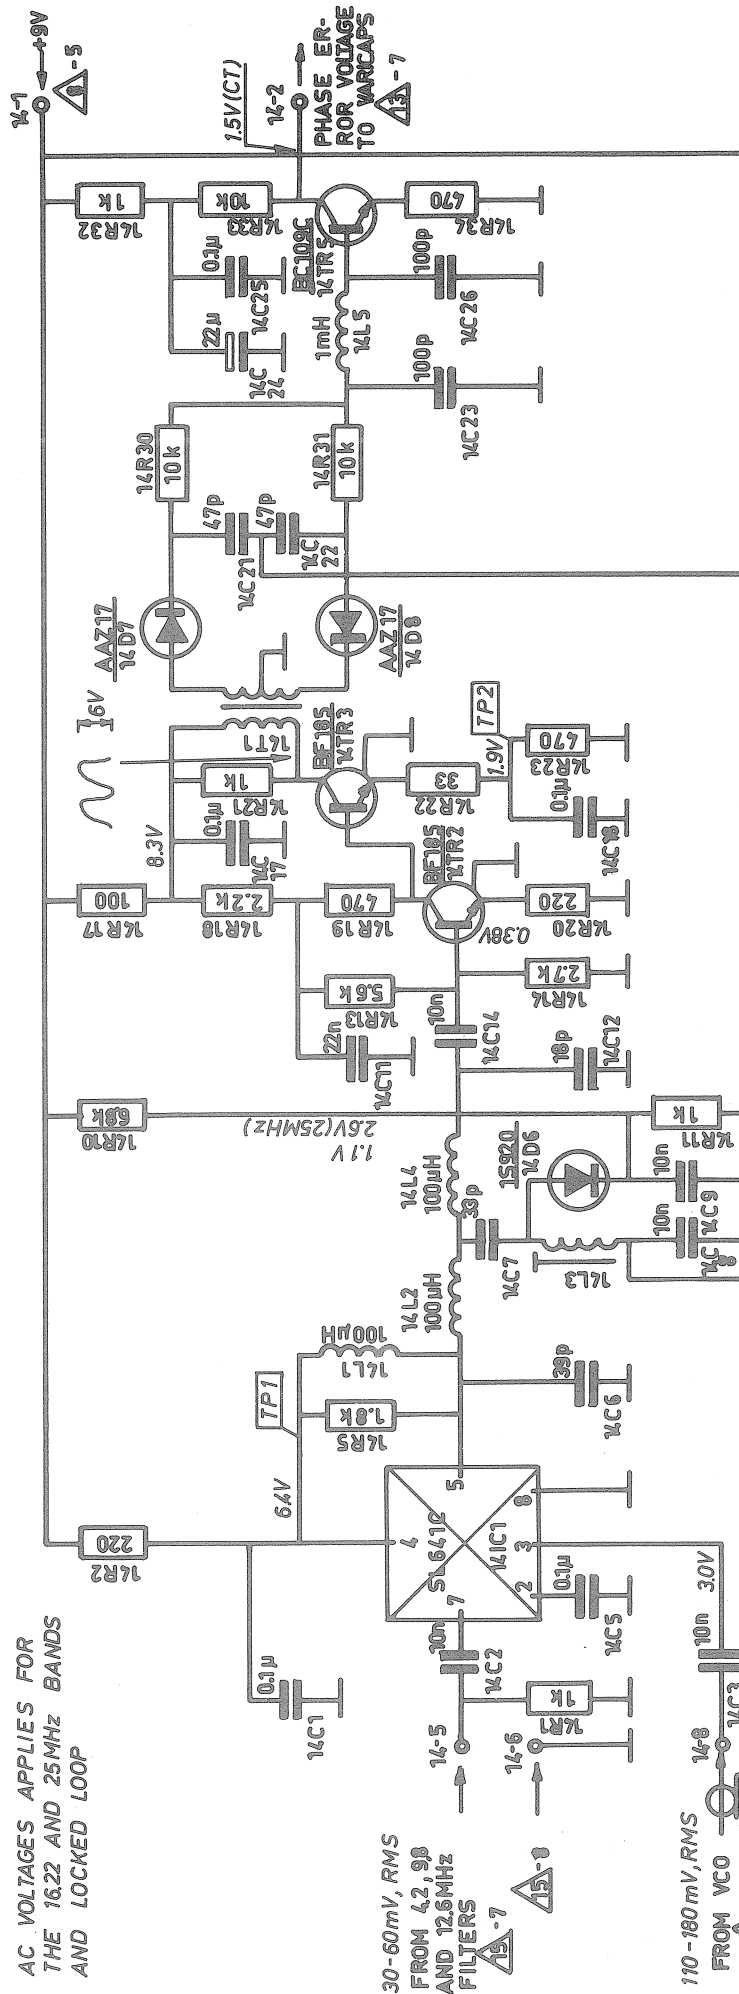 AC VOLTAGES APPLIES FOR
THE 16.22 AND 25MHz BANDS
AND LOCKED LOOP
30-60mV, RMS
FROM 4.2, 9.8
AND 12.6MHz
FILTERS
15 -7
15 -8
14-5
14-6
14R1
1k
14C2
10n
14C5
0.1µ
110-180 mV, RMS
FROM VCO
14-8
14C3
10n
3.0V
14C1
0.1µ
14R2
220
SL641C
14IC1
7
2
4
3
5
8
6.4V
TP1
14R5
1.8k
14L1
100µH
14C6
39p
14L2
100µH
14L4
100µH
14C7
33p
14L3
1S920
14D6
14C8
10n
14C9
10n
14R11
1k
14R10
68k
1.1V
2.6V(25MHz)
14C11
22n
14R13
5.6k
14C14
10n
14C12
18p
14R14
2.7k
14R17
100
8.3V
14R18
2.2k
14R19
470
BF185
14TR2
0.38V
14R20
220
14C17
0.1µ
14R21
1k
14T1
BF185
14TR3
14R22
33
1.9V
TP2
14R23
470
14C18
0.1µ
1.6V
AAZ17
14D7
AAZ17
14D8
14C21
47p
14C22
47p
14R30
10k
14R31
10k
14C23
100p
14L5
1mH
14C26
100p
14C24
22µ
14C25
0.1µ
14R32
1k
14R33
10k
BC109C
14TR5
14R34
470
1.5V(CT)
14-1
+9V
8 -5
14-2
PHASE ER-
ROR VOLTAGE
TO VARICAPS
13 -7